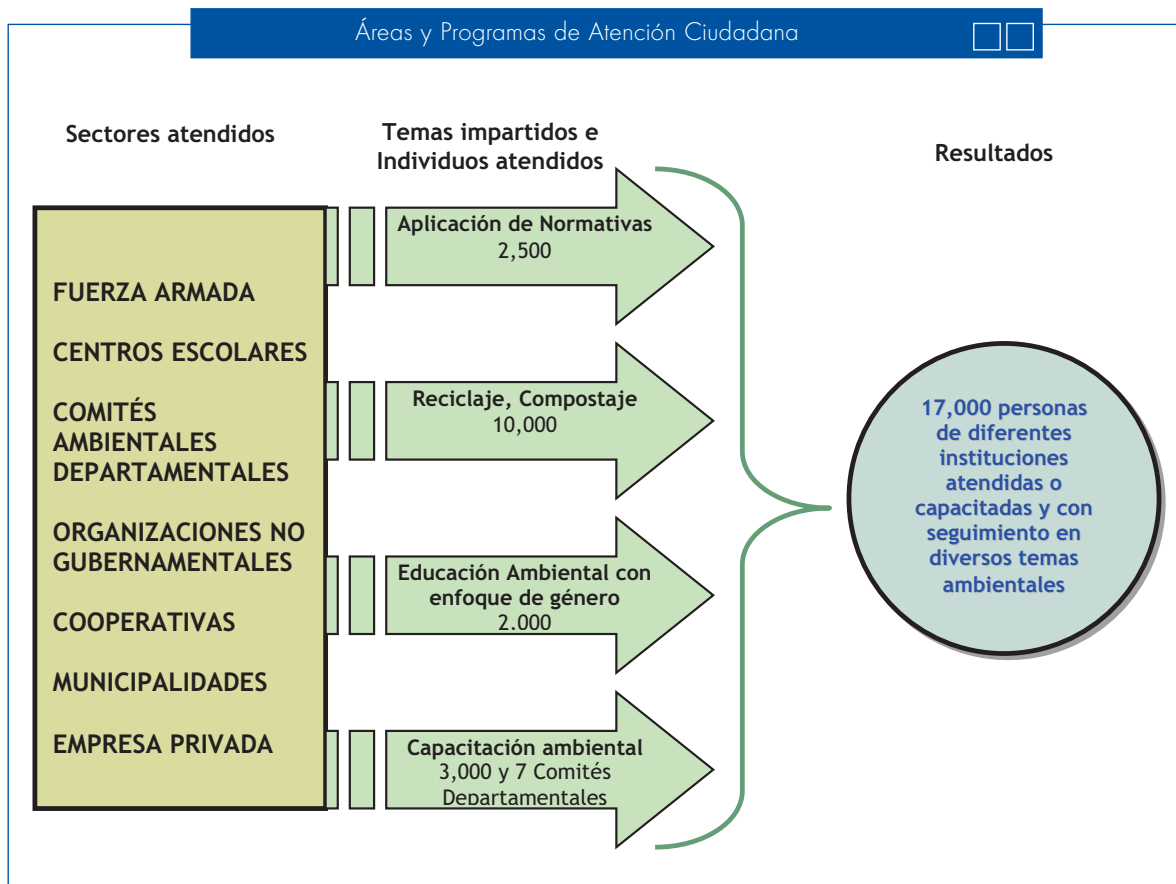 Áreas y Programas de Atención Ciudadana
Sectores atendidos
Temas impartidos e
Individuos atendidos
Resultados
FUERZA ARMADA
CENTROS ESCOLARES
COMITÉS
AMBIENTALES
DEPARTAMENTALES
ORGANIZACIONES NO
GUBERNAMENTALES
COOPERATIVAS
MUNICIPALIDADES
EMPRESA PRIVADA
Aplicación de Normativas
2,500
Reciclaje, Compostaje
10,000
Educación Ambiental con
enfoque de género
2.000
Capacitación ambiental
3,000 y 7 Comités
Departamentales
17,000 personas
de diferentes
instituciones
atendidas o
capacitadas y con
seguimiento en
diversos temas
ambientales